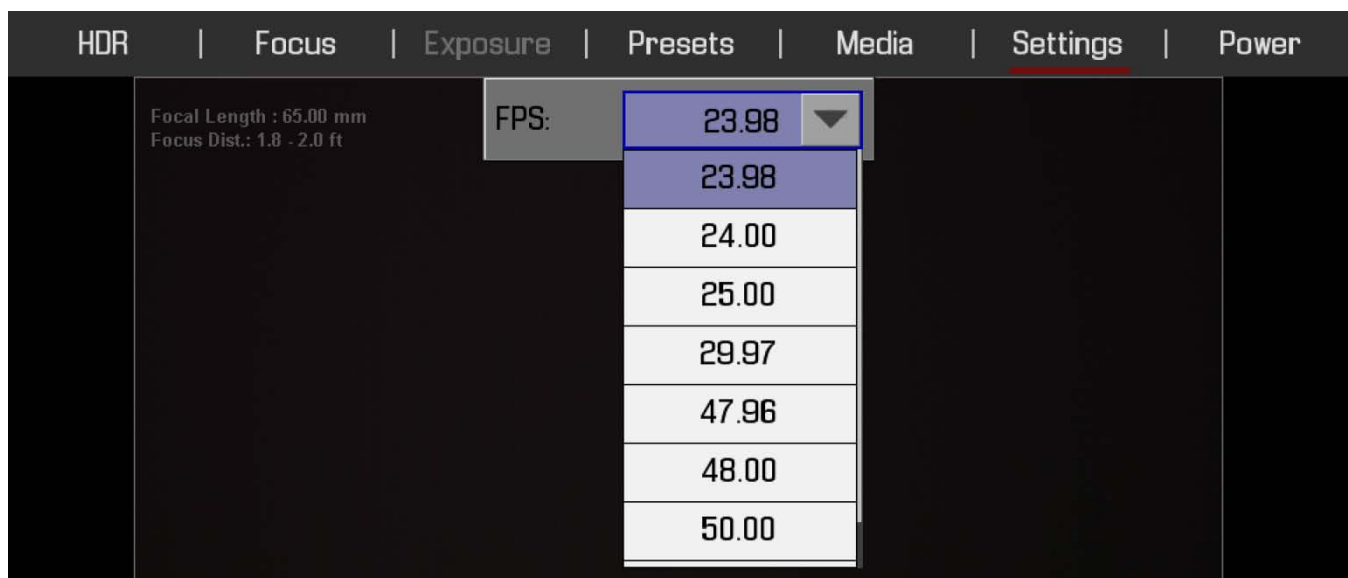 HDR | Focus | Exposure | Presets | Media | Settings | Power
Focal Length : 65.00 mm
Focus Dist.: 1.8 - 2.0 ft
FPS: 23.98
23.98
24.00
25.00
29.97
47.96
48.00
50.00